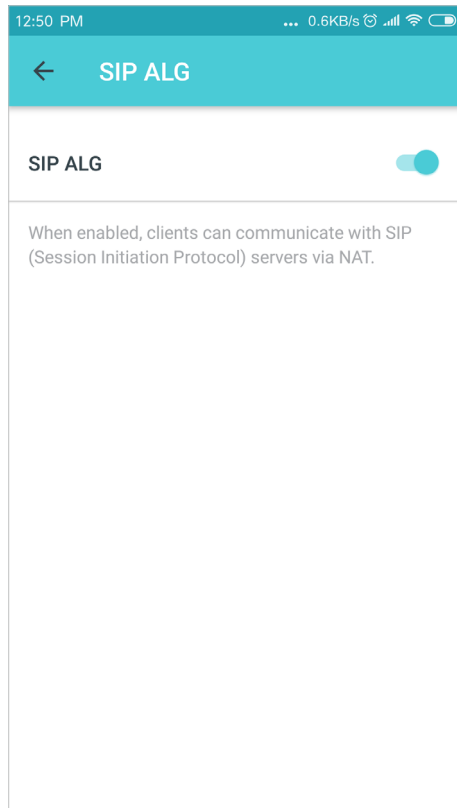 12:50 PM ... 0.6KB/s
SIP ALG
SIP ALG
When enabled, clients can communicate with SIP
(Session Initiation Protocol) servers via NAT.